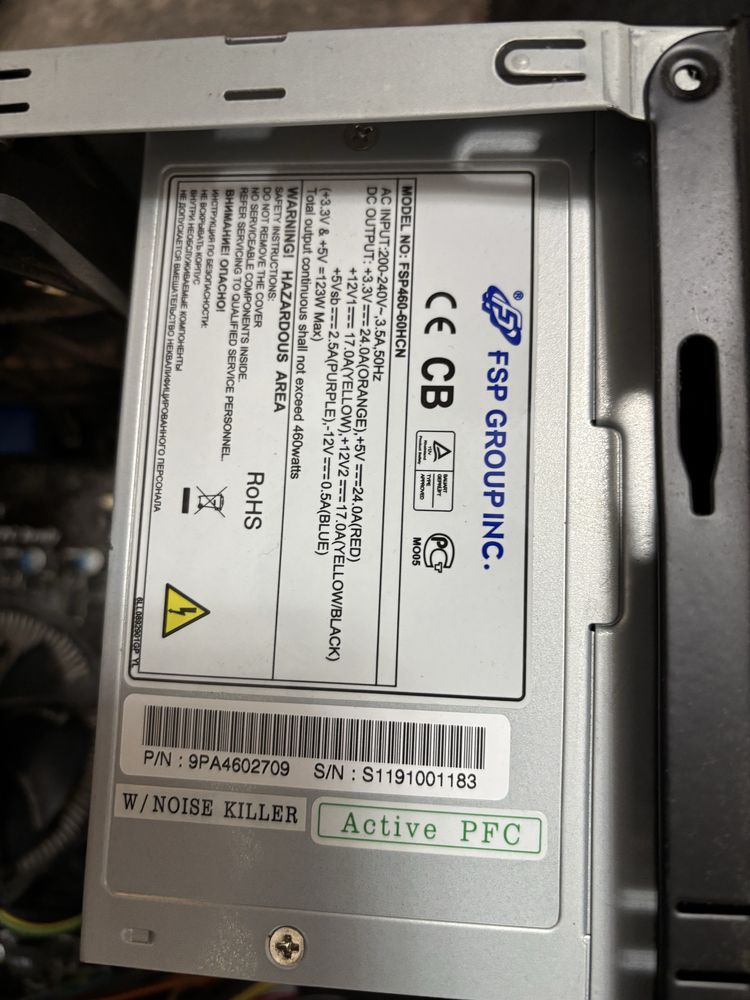 FSP GROUP INC.
CE CB
BAUART GEPRÜFT
TYPE APPROVED
MO05
MODEL NO: FSP460-60HCN
AC INPUT:200-240V~,3.5A,50Hz
DC OUTPUT: +3.3V⎓24.0A(ORANGE),+5V⎓24.0A(RED)
+12V1⎓17.0A(YELLOW),+12V2⎓17.0A(YELLOW/BLACK)
+5Vsb⎓2.5A(PURPLE),-12V⎓0.5A(BLUE)
(+3.3V & +5V =123W Max)
Total output continuous shall not exceed 460watts
WARNING! HAZARDOUS AREA
SAFETY INSTRUCTIONS:
DO NOT REMOVE THE COVER
NO SERVICEABLE COMPONENTS INSIDE.
REFER SERVICING TO QUALIFIED SERVICE PERSONNEL.
ВНИМАНИЕ! ОПАСНО!
ИНСТРУКЦИЯ ПО БЕЗОПАСНОСТИ:
НЕ ВСКРЫВАТЬ КОРПУС
ВНУТРИ НЕОБСЛУЖИВАЕМЫЕ КОМПОНЕНТЫ
НЕ ДОПУСКАЕТСЯ ВМЕШАТЕЛЬСТВО НЕКВАЛИФИЦИРОВАННОГО ПЕРСОНАЛА
RoHS
P/N : 9PA4602709 S/N : S1191001183
W/NOISE KILLER
Active PFC